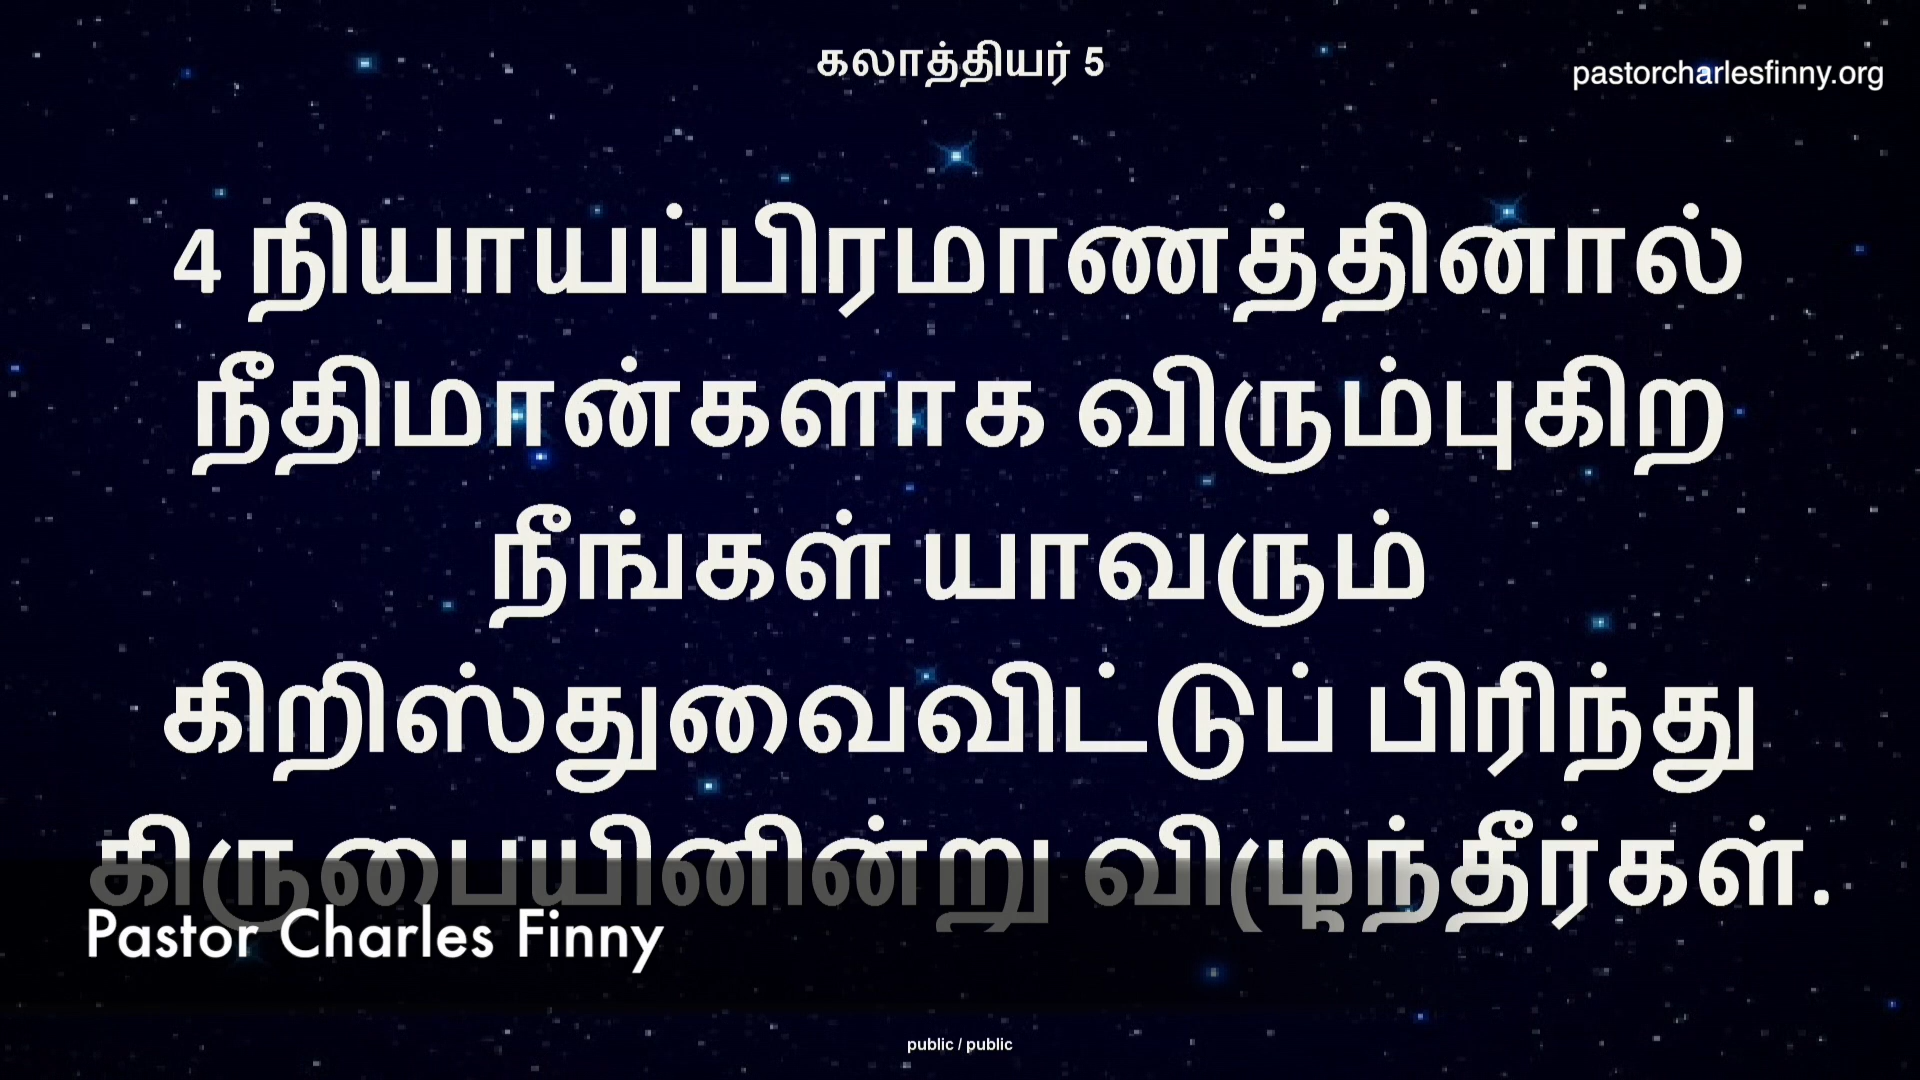 கலாத்தியர் 5
pastorcharlesfinny.org
4 நியாயப்பிரமாணத்தினால்
நீதிமான்களாக விரும்புகிற
நீங்கள் யாவரும்
கிறிஸ்துவைவிட்டுப் பிரிந்து
கிருபையினின்று விழுந்தீர்கள்.
Pastor Charles Finny
public / public